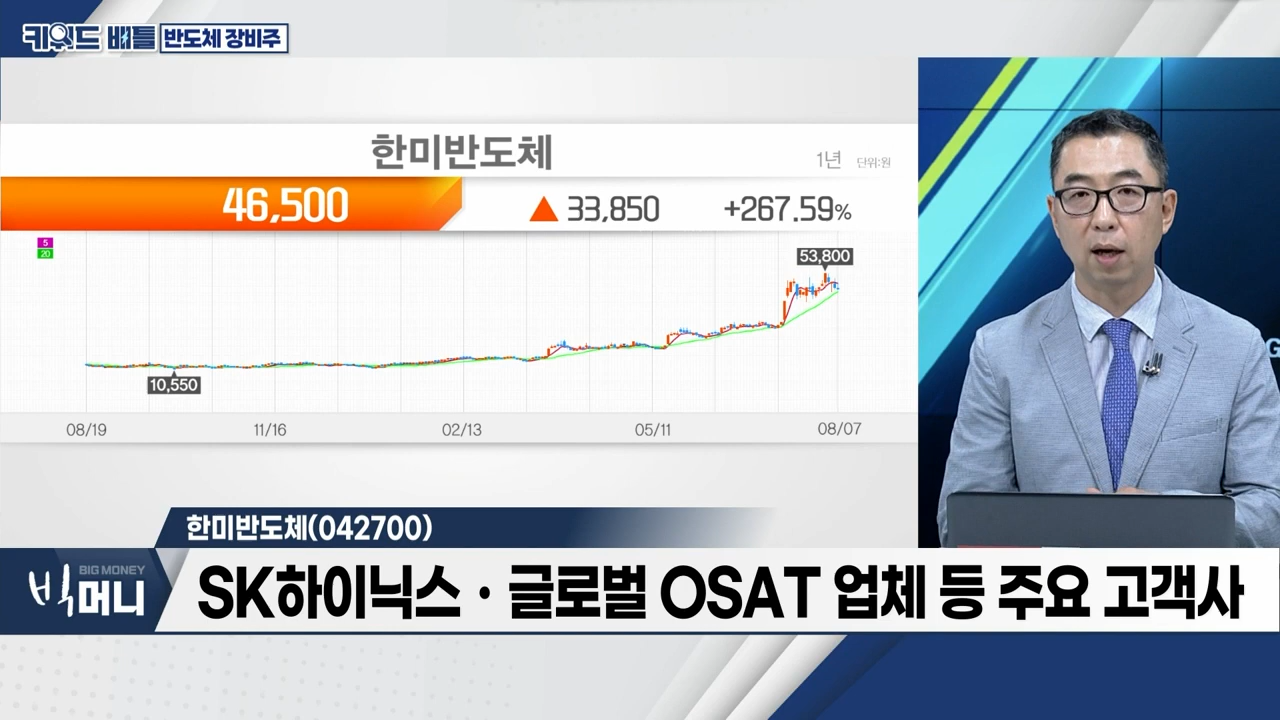 키워드 배틀 반도체 장비주
한미반도체
1년 단위:원
46,500 ▲ 33,850 +267.59%
5
20
53,800
10,550
08/19 11/16 02/13 05/11 08/07
한미반도체(042700)
BIG MONEY
빅머니
SK하이닉스·글로벌 OSAT 업체 등 주요 고객사
G